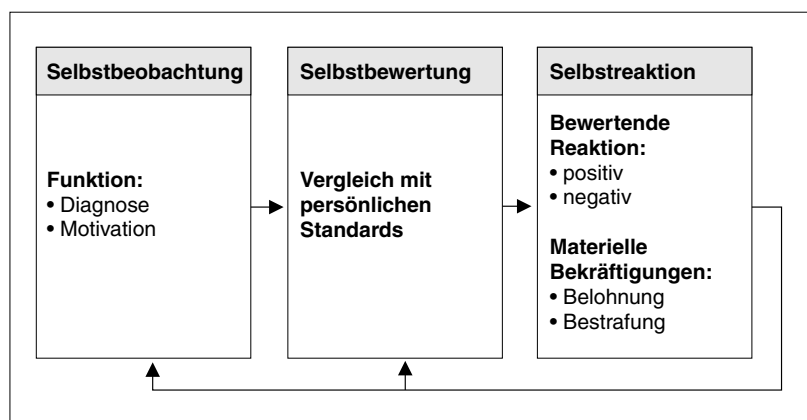 Selbstbeobachtung
Funktion:
• Diagnose
• Motivation
Selbstbewertung
Vergleich mit
persönlichen
Standards
Selbstreaktion
Bewertende
Reaktion:
• positiv
• negativ
Materielle
Bekräftigungen:
• Belohnung
• Bestrafung